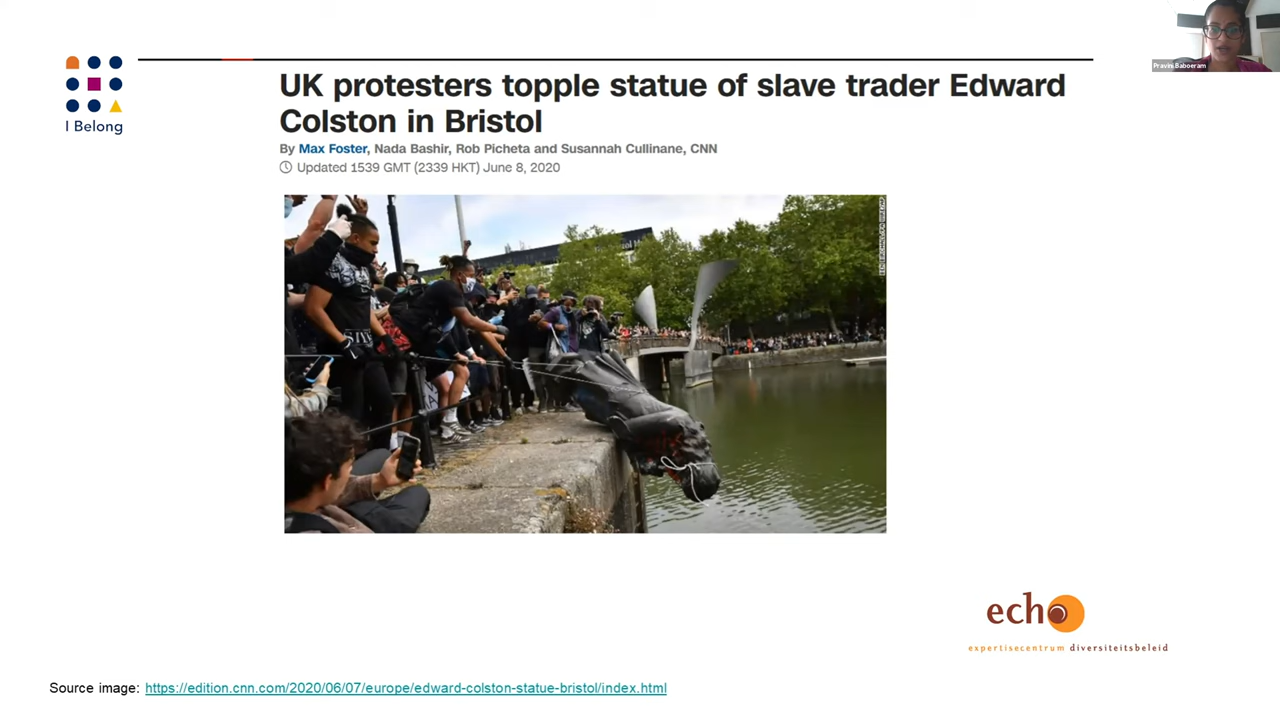 Pravini Baboeram
I Belong
UK protesters topple statue of slave trader Edward
Colston in Bristol
By Max Foster, Nada Bashir, Rob Picheta and Susannah Cullinane, CNN
Updated 1539 GMT (2339 HKT) June 8, 2020
echo
expertisecentrum diversiteitsbeleid
Source image: https://edition.cnn.com/2020/06/07/europe/edward-colston-statue-bristol/index.html